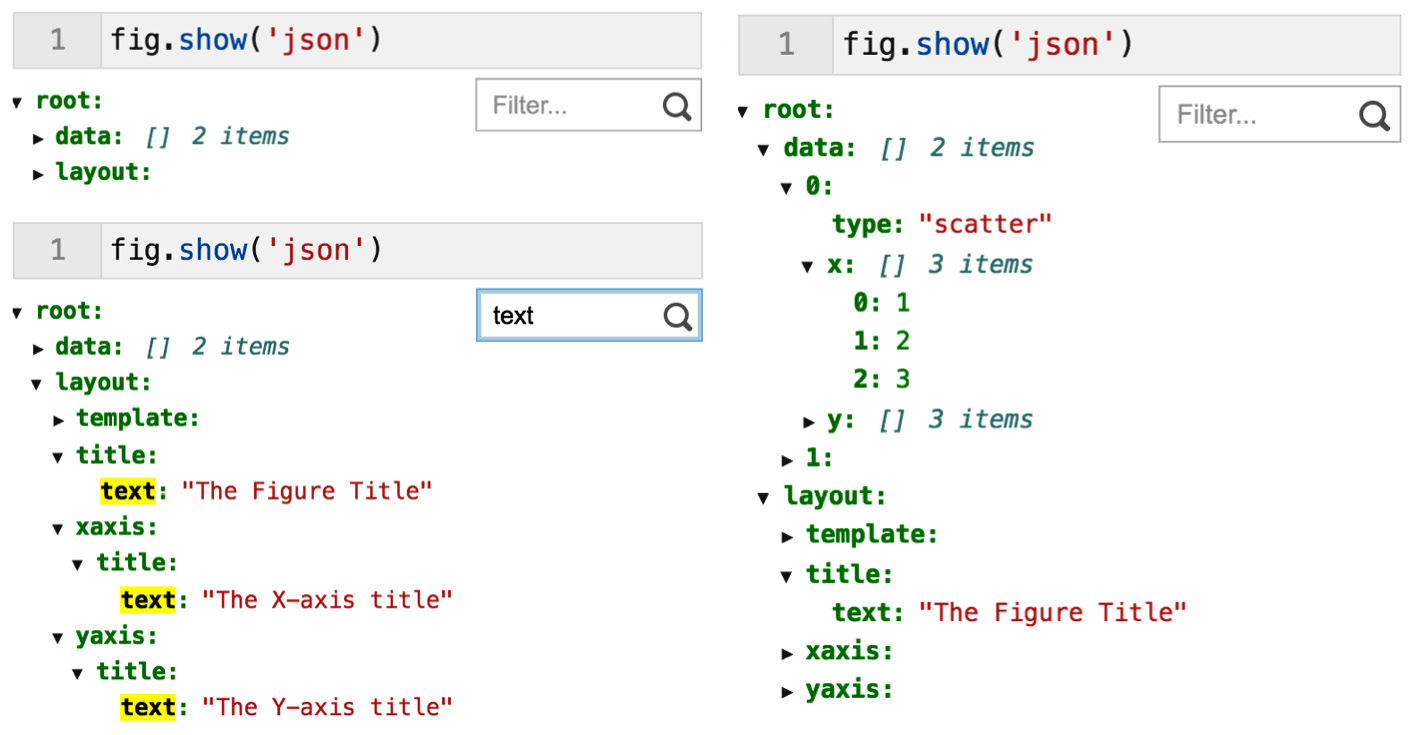 1 fig.show('json')
Filter...
root:
data: [] 2 items
layout:
1 fig.show('json')
text
root:
data: [] 2 items
layout:
template:
title:
text: "The Figure Title"
xaxis:
title:
text: "The X-axis title"
yaxis:
title:
text: "The Y-axis title"
1 fig.show('json')
Filter...
root:
data: [] 2 items
0:
type: "scatter"
x: [] 3 items
0: 1
1: 2
2: 3
y: [] 3 items
1:
layout:
template:
title:
text: "The Figure Title"
xaxis:
yaxis: